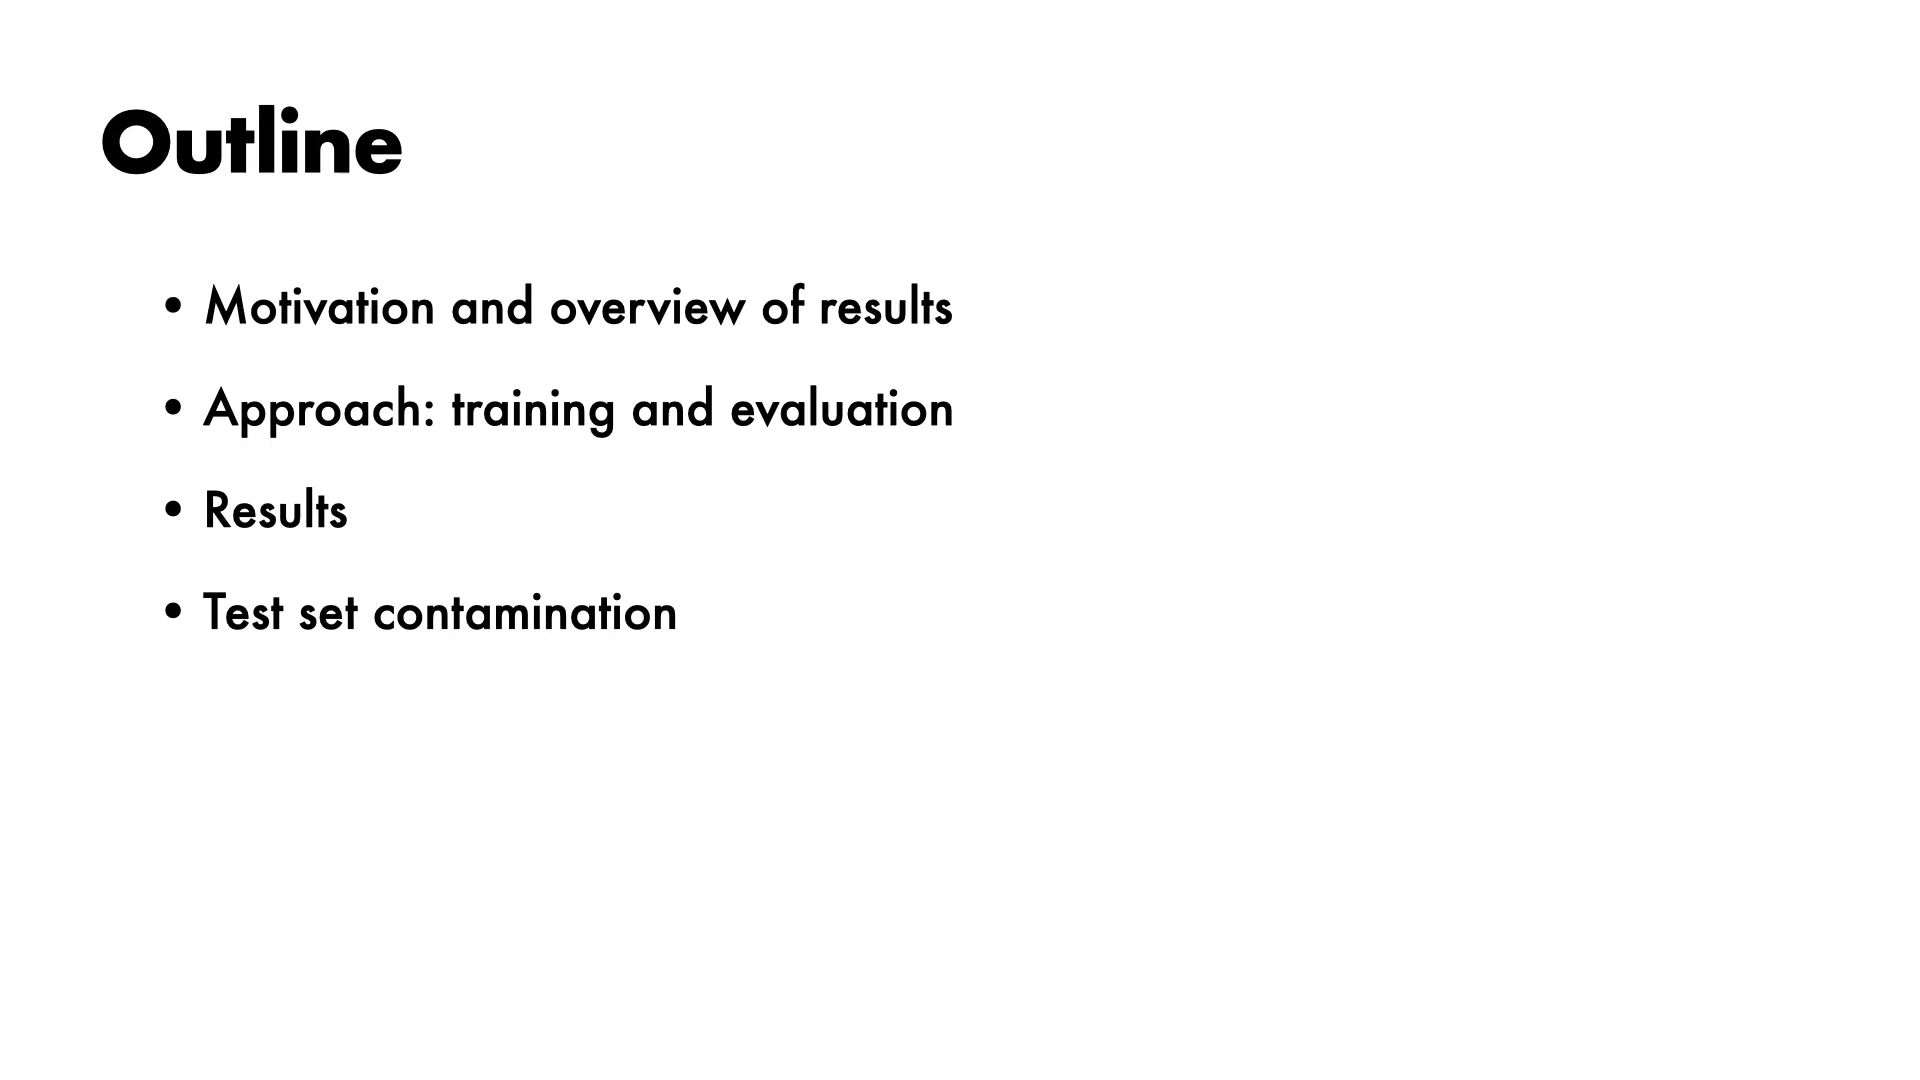 Outline
• Motivation and overview of results
• Approach: training and evaluation
• Results
• Test set contamination